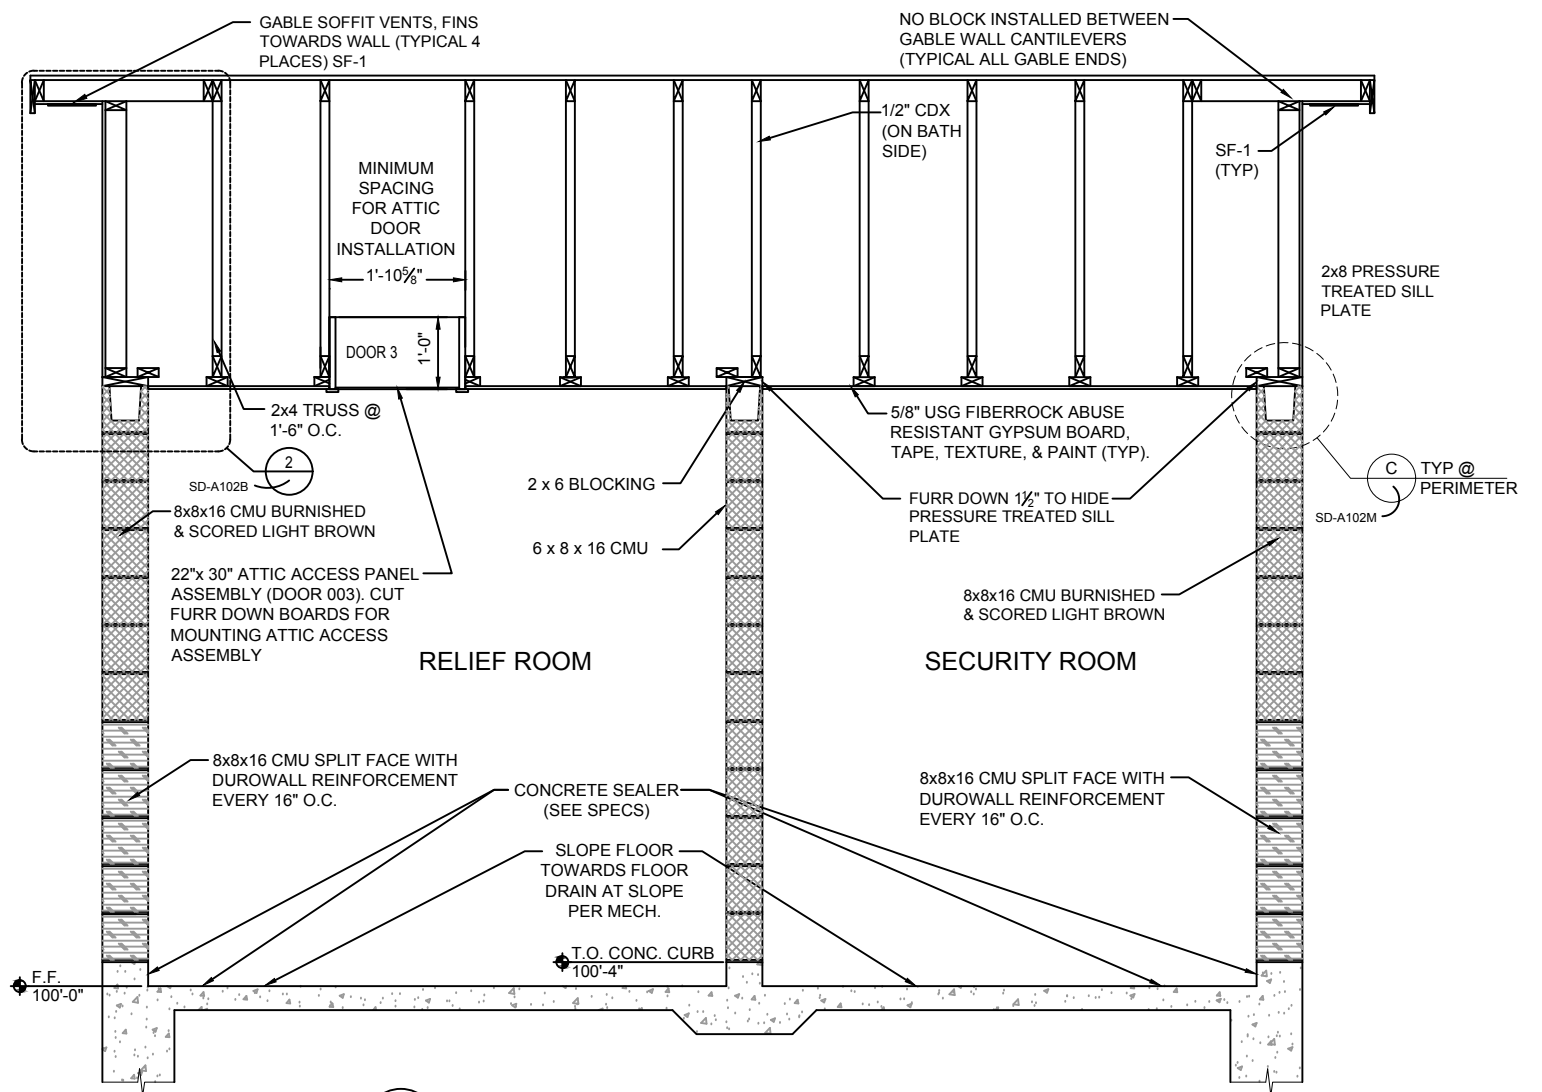 GABLE SOFFIT VENTS, FINS
TOWARDS WALL (TYPICAL 4
PLACES) SF-1
NO BLOCK INSTALLED BETWEEN
GABLE WALL CANTILEVERS
(TYPICAL ALL GABLE ENDS)
1/2" CDX
(ON BATH
SIDE)
SF-1
(TYP)
MINIMUM
SPACING
FOR ATTIC
DOOR
INSTALLATION
1'-10⅝"
2x8 PRESSURE
TREATED SILL
PLATE
DOOR 3
1'-0"
2x4 TRUSS @
1'-6" O.C.
2
SD-A102B
5/8" USG FIBERROCK ABUSE
RESISTANT GYPSUM BOARD,
TAPE, TEXTURE, & PAINT (TYP).
C
TYP @
PERIMETER
SD-A102M
2 x 6 BLOCKING
FURR DOWN 1½" TO HIDE
PRESSURE TREATED SILL
PLATE
8x8x16 CMU BURNISHED
& SCORED LIGHT BROWN
6 x 8 x 16 CMU
22"x 30" ATTIC ACCESS PANEL
ASSEMBLY (DOOR 003). CUT
FURR DOWN BOARDS FOR
MOUNTING ATTIC ACCESS
ASSEMBLY
8x8x16 CMU BURNISHED
& SCORED LIGHT BROWN
RELIEF ROOM
SECURITY ROOM
8x8x16 CMU SPLIT FACE WITH
DUROWALL REINFORCEMENT
EVERY 16" O.C.
CONCRETE SEALER
(SEE SPECS)
8x8x16 CMU SPLIT FACE WITH
DUROWALL REINFORCEMENT
EVERY 16" O.C.
SLOPE FLOOR
TOWARDS FLOOR
DRAIN AT SLOPE
PER MECH.
T.O. CONC. CURB
100'-4"
F.F.
100'-0"